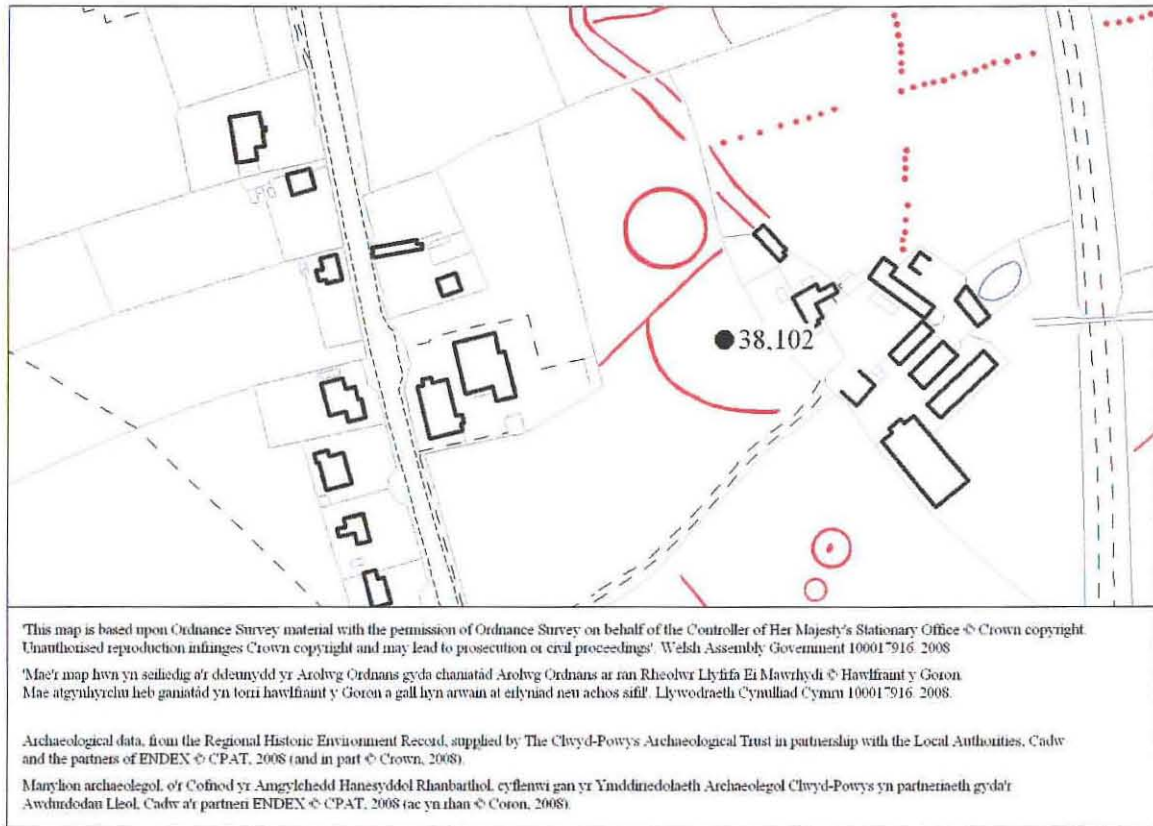 38,102
'This map is based upon Ordnance Survey material with the permission of Ordnance Survey on behalf of the Controller of Her Majesty's Stationary Office © Crown copyright.
Unauthorised reproduction infringes Crown copyright and may lead to prosecution or civil proceedings'. Welsh Assembly Government 100017916. 2008
'Mae'r map hwn yn seiliedig a'r ddeunydd yr Arolwg Ordnans gyda chaniatâd Arolwg Ordnans ar ran Rheolwr Llyfrfa Ei Mawrhydi © Hawlfraint y Goron.
Mae atgynhyrchu heb ganiatâd yn torri hawlfraint y Goron a gall hyn arwain at erlyniad neu achos sifil'. Llywodraeth Cynulliad Cymru 100017916. 2008.
Archaeological data, from the Regional Historic Environment Record, supplied by The Clwyd-Powys Archaeological Trust in partnership with the Local Authorities, Cadw
and the partners of ENDEX © CPAT, 2008 (and in part © Crown, 2008).
Manylion archaeolegol, o'r Cofnod yr Amgylchedd Hanesyddol Rhanbarthol, cyflenwi gan yr Ymddiriedolaeth Archaeolegol Clwyd-Powys yn partneriaeth gyda'r
Awdurdodau Lleol, Cadw a'r partneri ENDEX © CPAT, 2008 (ac yn rhan © Coron, 2008).